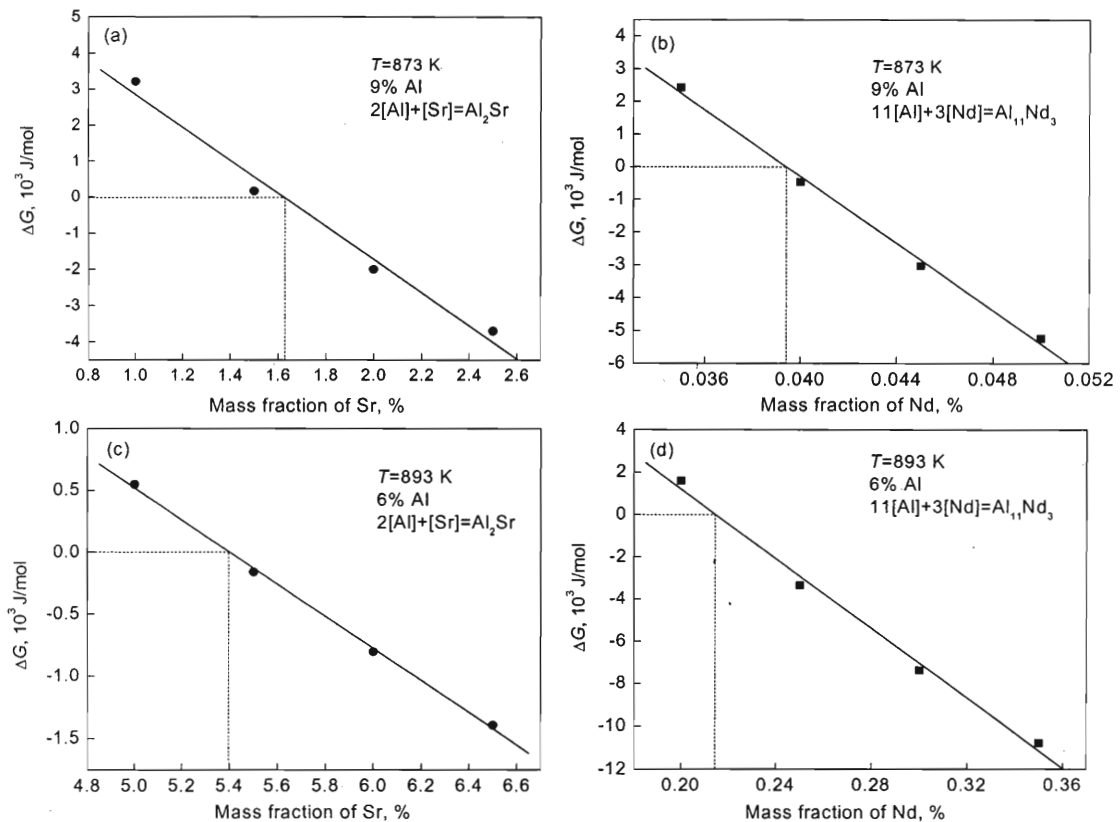 (a)
T=873 K
9% Al
2[Al]+[Sr]=Al₂Sr
ΔG, 10³ J/mol
5
4
3
2
1
0
-1
-2
-3
-4
0.8 1.0 1.2 1.4 1.6 1.8 2.0 2.2 2.4 2.6
Mass fraction of Sr, %
(b)
T=873 K
9% Al
11[Al]+3[Nd]=Al₁₁Nd₃
ΔG, 10³ J/mol
4
3
2
1
0
-1
-2
-3
-4
-5
-6
0.036 0.040 0.044 0.048 0.052
Mass fraction of Nd, %
(c)
T=893 K
6% Al
2[Al]+[Sr]=Al₂Sr
ΔG, 10³ J/mol
1.0
0.5
0.0
-0.5
-1.0
-1.5
4.8 5.0 5.2 5.4 5.6 5.8 6.0 6.2 6.4 6.6
Mass fraction of Sr, %
(d)
T=893 K
6% Al
11[Al]+3[Nd]=Al₁₁Nd₃
ΔG, 10³ J/mol
4
2
0
-2
-4
-6
-8
-10
-12
0.20 0.24 0.28 0.32 0.36
Mass fraction of Nd, %